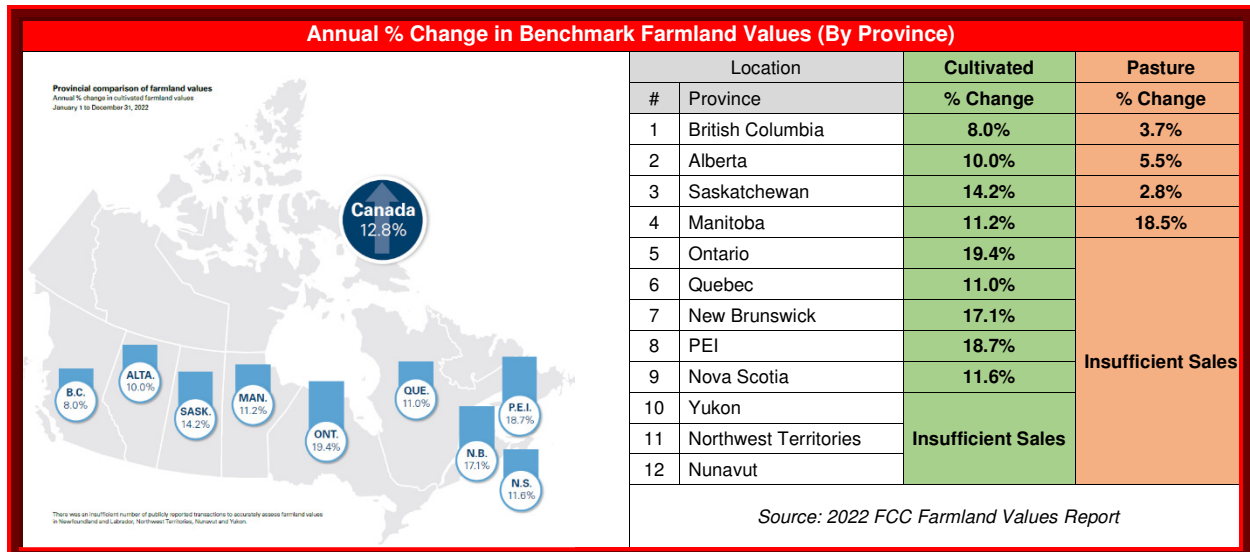 Annual % Change in Benchmark Farmland Values (By Province)
Provincial comparison of farmland values
Annual % change in cultivated farmland values
January 1 to December 31, 2022
Canada
12.8%
B.C.
8.0%
ALTA.
10.0%
SASK.
14.2%
MAN.
11.2%
ONT.
19.4%
QUE.
11.0%
N.B.
17.1%
P.E.I.
18.7%
N.S.
11.6%
There was an insufficient number of publicly reported transactions to accurately assess farmland values
in Newfoundland and Labrador, Northwest Territories, Nunavut and Yukon.
Location Cultivated Pasture
# Province % Change % Change
1 British Columbia 8.0% 3.7%
2 Alberta 10.0% 5.5%
3 Saskatchewan 14.2% 2.8%
4 Manitoba 11.2% 18.5%
5 Ontario 19.4%
6 Quebec 11.0%
7 New Brunswick 17.1%
8 PEI 18.7%
Insufficient Sales
9 Nova Scotia 11.6%
10 Yukon
11 Northwest Territories Insufficient Sales
12 Nunavut
Source: 2022 FCC Farmland Values Report